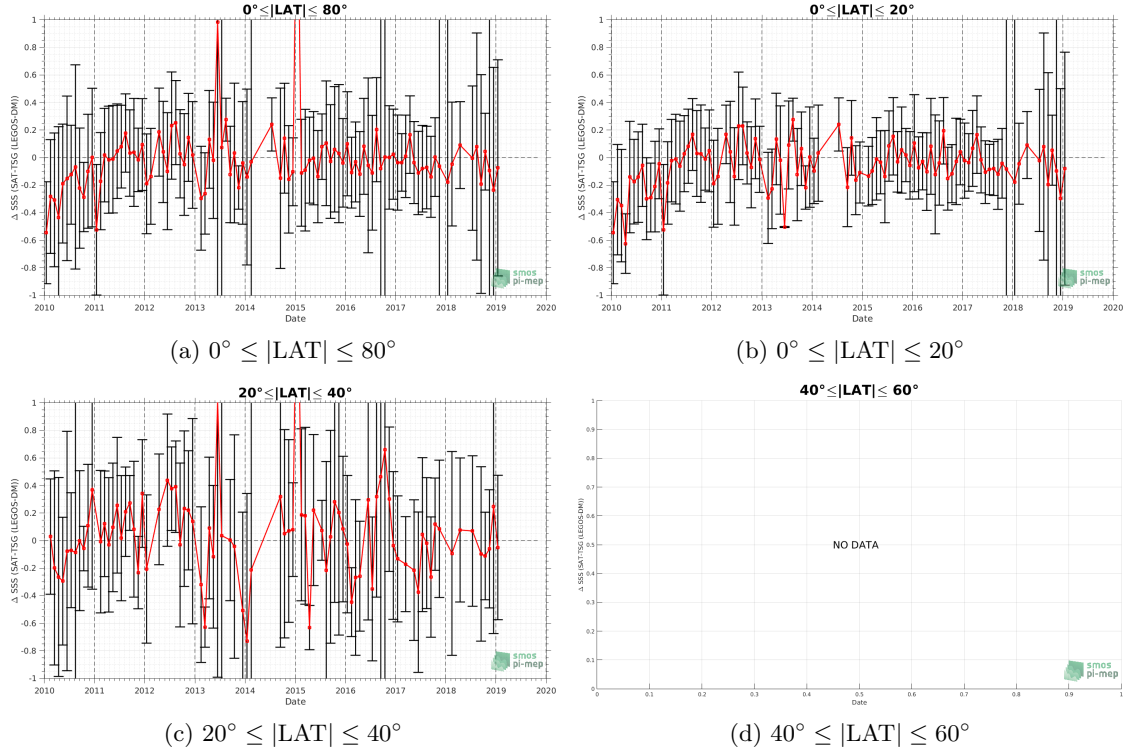 0°≤|LAT|≤ 80°
Δ SSS (SAT-TSG (LEGOS-DM))
1
0.8
0.6
0.4
0.2
0
-0.2
-0.4
-0.6
-0.8
-1
2010 2011 2012 2013 2014 2015 2016 2017 2018 2019 2020
Date
smos
pi-mep
(a) 0° ≤ |LAT| ≤ 80°
0°≤|LAT|≤ 20°
Δ SSS (SAT-TSG (LEGOS-DM))
1
0.8
0.6
0.4
0.2
0
-0.2
-0.4
-0.6
-0.8
-1
2010 2011 2012 2013 2014 2015 2016 2017 2018 2019 2020
Date
smos
pi-mep
(b) 0° ≤ |LAT| ≤ 20°
20°≤|LAT|≤ 40°
Δ SSS (SAT-TSG (LEGOS-DM))
1
0.8
0.6
0.4
0.2
0
-0.2
-0.4
-0.6
-0.8
-1
2010 2011 2012 2013 2014 2015 2016 2017 2018 2019 2020
Date
smos
pi-mep
(c) 20° ≤ |LAT| ≤ 40°
40°≤|LAT|≤ 60°
Δ SSS (SAT-TSG (LEGOS-DM))
1
0.9
0.8
0.7
0.6
0.5
0.4
0.3
0.2
0.1
0
NO DATA
0 0.1 0.2 0.3 0.4 0.5 0.6 0.7 0.8 0.9 1
Date
smos
pi-mep
(d) 40° ≤ |LAT| ≤ 60°